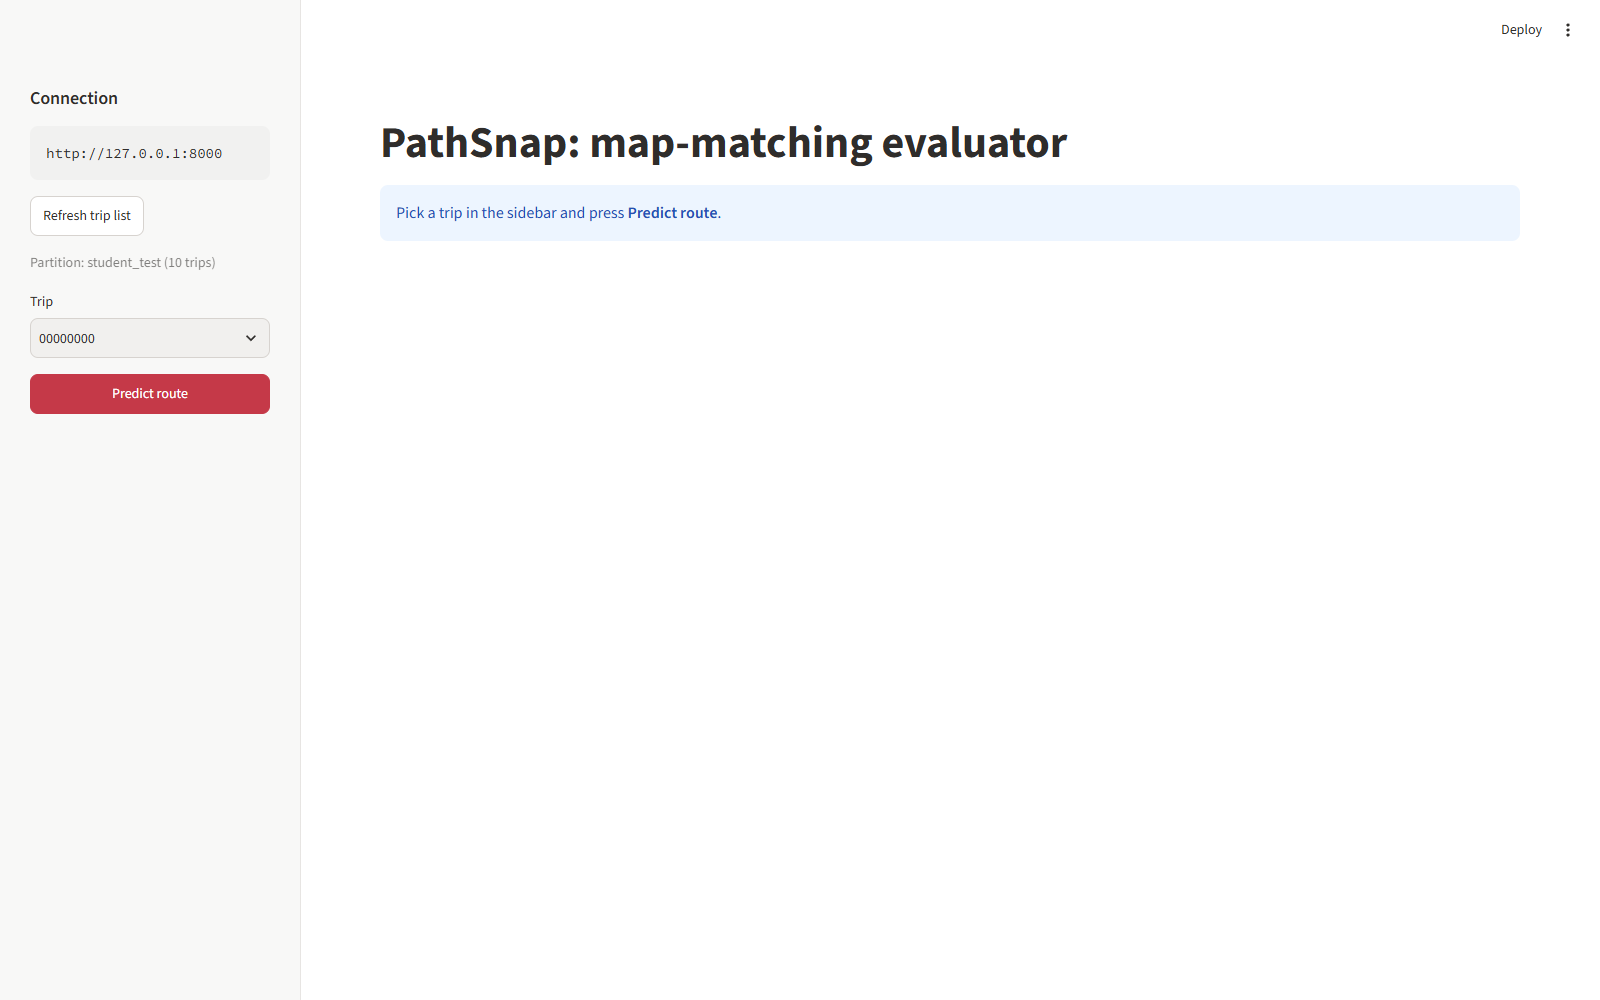 Deploy
Connection
http://127.0.0.1:8000
Refresh trip list
Partition: student_test (10 trips)
Trip
00000000
Predict route
PathSnap: map-matching evaluator
Pick a trip in the sidebar and press Predict route.